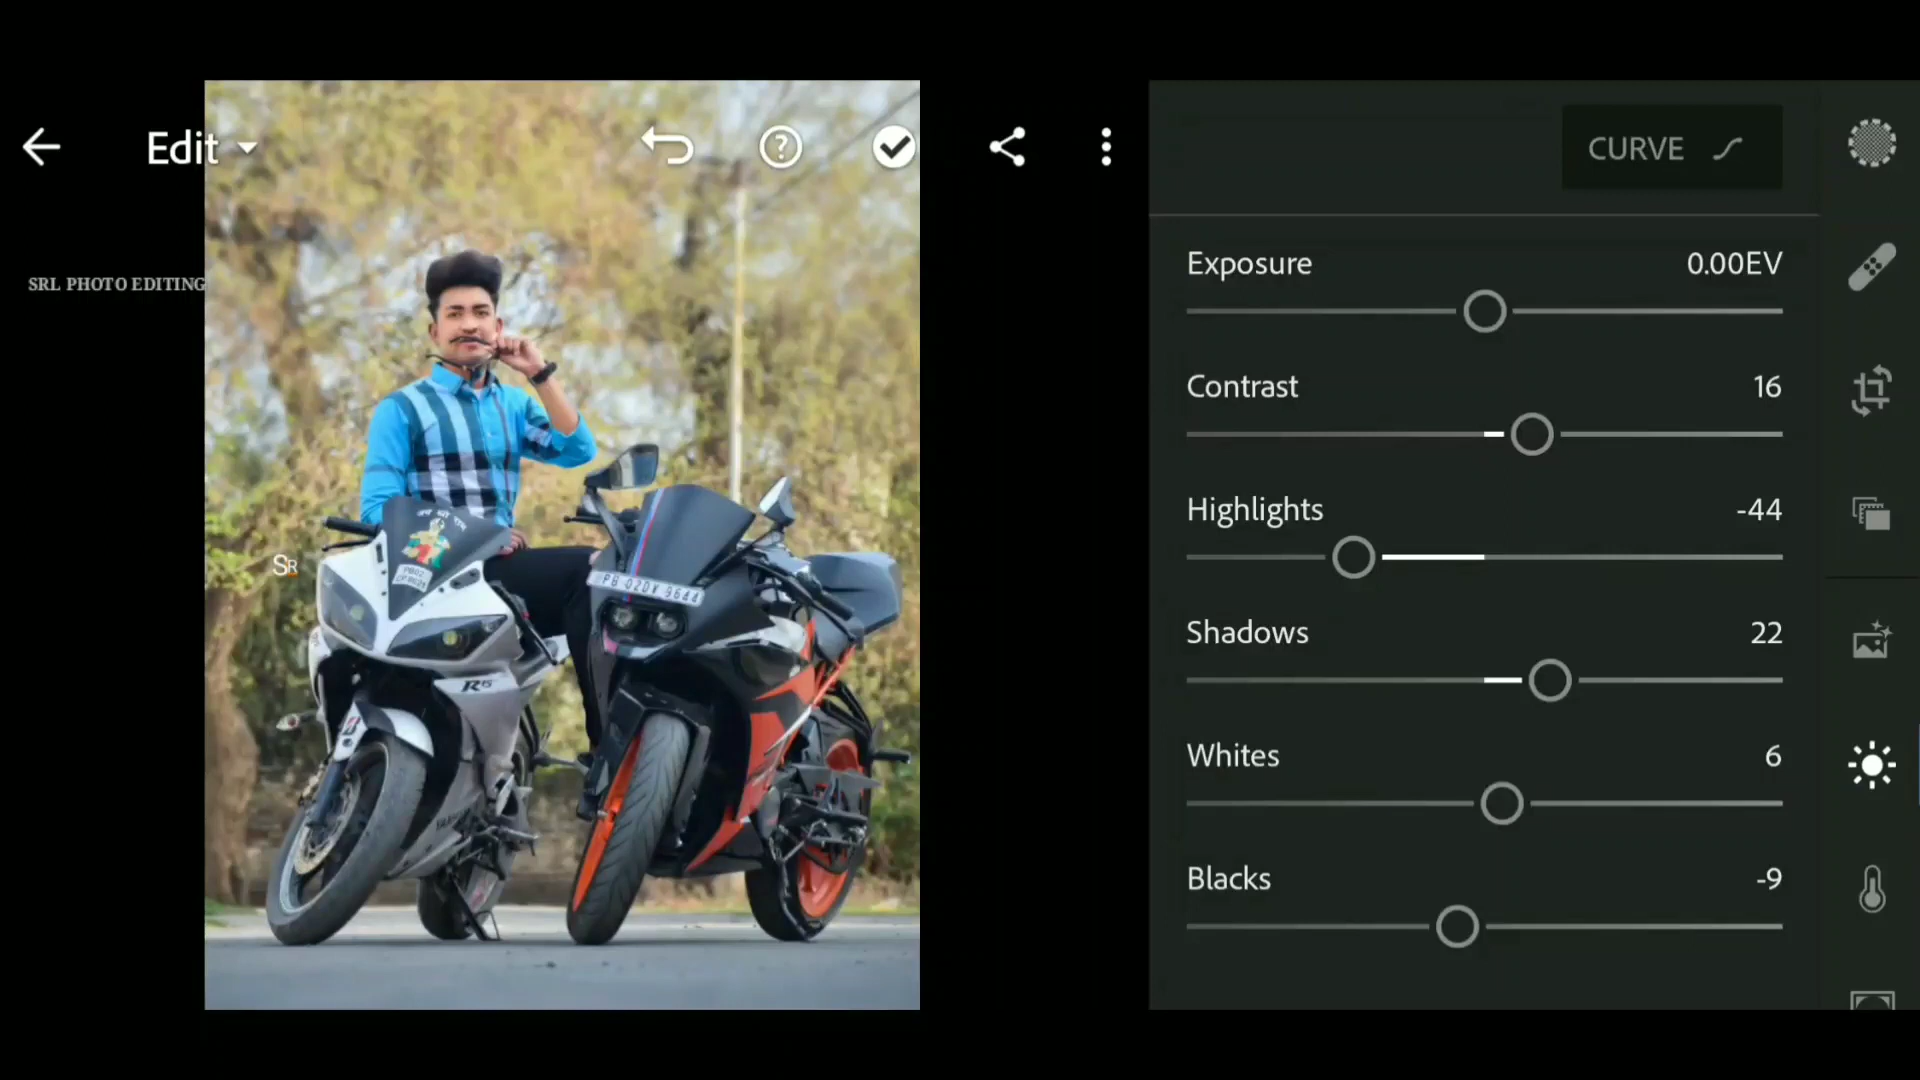 Edit
CURVE
SRL PHOTO EDITING
Exposure 0.00EV
Contrast 16
Highlights -44
Shadows 22
Whites 6
Blacks -9
SR
R15